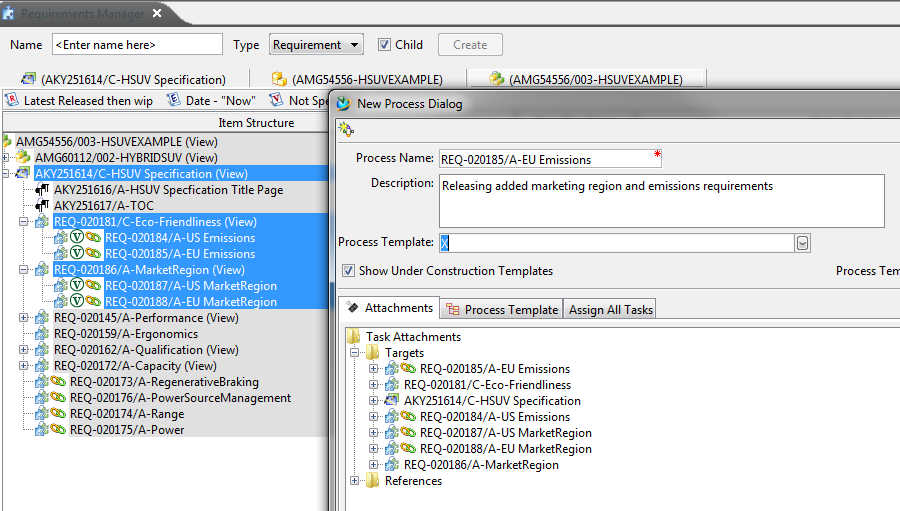 Requirements Manager
Name <Enter name here> Type Requirement Child Create
(AKY251614/C-HSUV Specification) (AMG54556-HSUVEXAMPLE) (AMG54556/003-HSUVEXAMPLE)
Latest Released then wip Date - "Now" Not Spe
Item Structure
AMG54556/003-HSUVEXAMPLE (View)
AMG60112/002-HYBRIDSUV (View)
AKY251614/C-HSUV Specification (View)
AKY251616/A-HSUV Specfication Title Page
AKY251617/A-TOC
REQ-020181/C-Eco-Friendliness (View)
REQ-020184/A-US Emissions
REQ-020185/A-EU Emissions
REQ-020186/A-MarketRegion (View)
REQ-020187/A-US MarketRegion
REQ-020188/A-EU MarketRegion
REQ-020145/A-Performance (View)
REQ-020159/A-Ergonomics
REQ-020162/A-Qualification (View)
REQ-020172/A-Capacity (View)
REQ-020173/A-RegenerativeBraking
REQ-020176/A-PowerSourceManagement
REQ-020174/A-Range
REQ-020175/A-Power
New Process Dialog
Process Name: REQ-020185/A-EU Emissions *
Description: Releasing added marketing region and emissions requirements
Process Template: X
Show Under Construction Templates Process Tem
Attachments Process Template Assign All Tasks
Task Attachments
Targets
REQ-020185/A-EU Emissions
REQ-020181/C-Eco-Friendliness
AKY251614/C-HSUV Specification
REQ-020184/A-US Emissions
REQ-020187/A-US MarketRegion
REQ-020188/A-EU MarketRegion
REQ-020186/A-MarketRegion
References